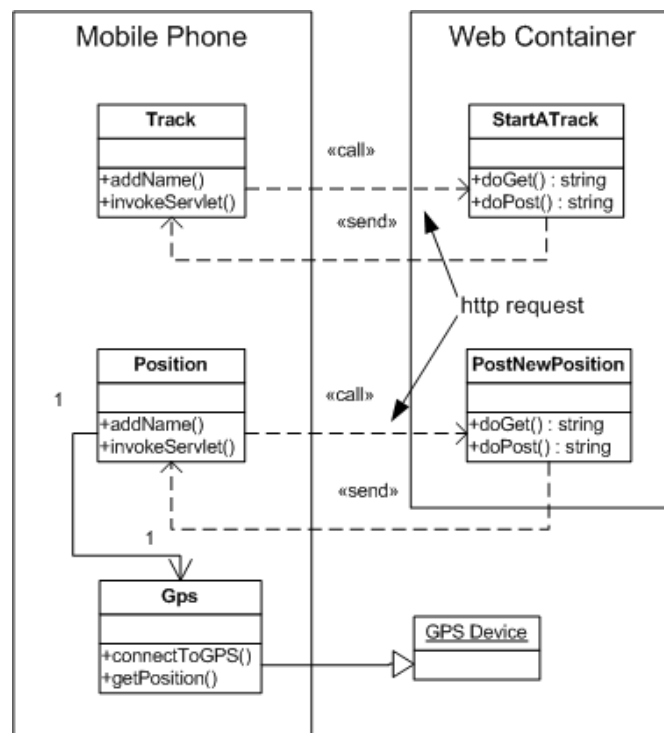 Mobile Phone
Web Container
Track
+addName()
+invokeServlet()
«call»
«send»
StartATrack
+doGet() : string
+doPost() : string
http request
Position
+addName()
+invokeServlet()
1
1
«call»
«send»
PostNewPosition
+doGet() : string
+doPost() : string
Gps
+connectToGPS()
+getPosition()
GPS Device